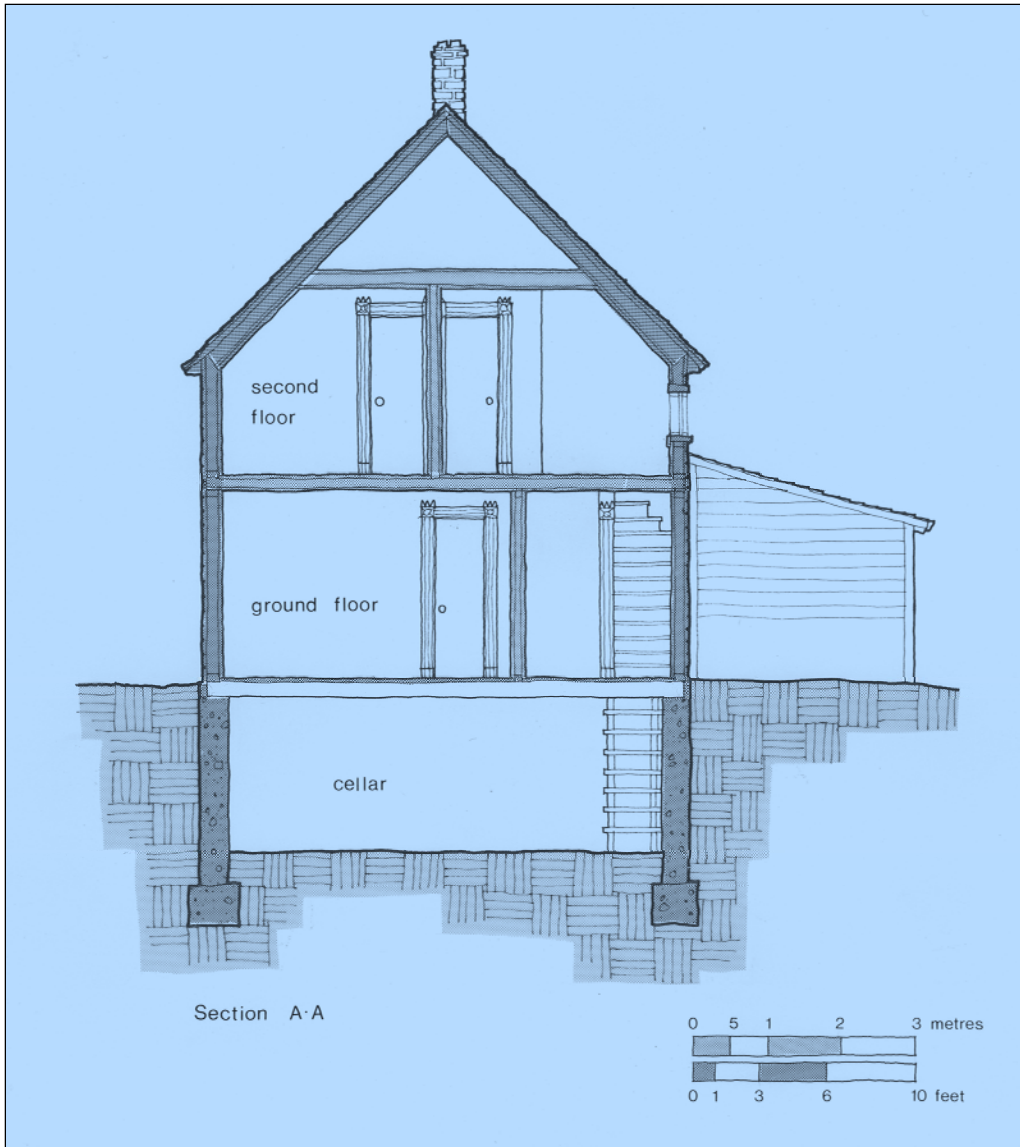 second
floor
ground floor
cellar
Section A·A
0 5 1 2 3 metres
0 1 3 6 10 feet